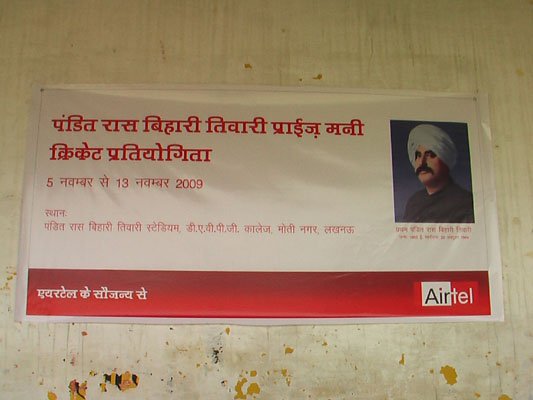 पंडित रास बिहारी तिवारी प्राईज़ मनी
क्रिकेट प्रतियोगिता
5 नवम्बर से 13 नवम्बर 2009
स्थान:
पंडित रास बिहारी तिवारी स्टेडियम, डी.ए.वी.पी.जी. कालेज, मोती नगर, लखनऊ
पंडित रास बिहारी तिवारी
एयरटेल के सौजन्य से
Airtel